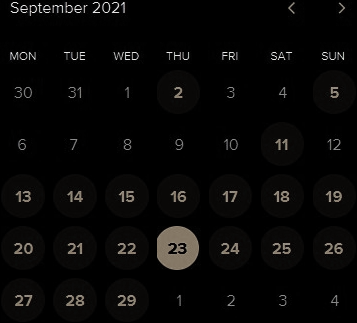 September 2021
MON TUE WED THU FRI SAT SUN
30 31 1 2 3 4 5
6 7 8 9 10 11 12
13 14 15 16 17 18 19
20 21 22 23 24 25 26
27 28 29 1 2 3 4